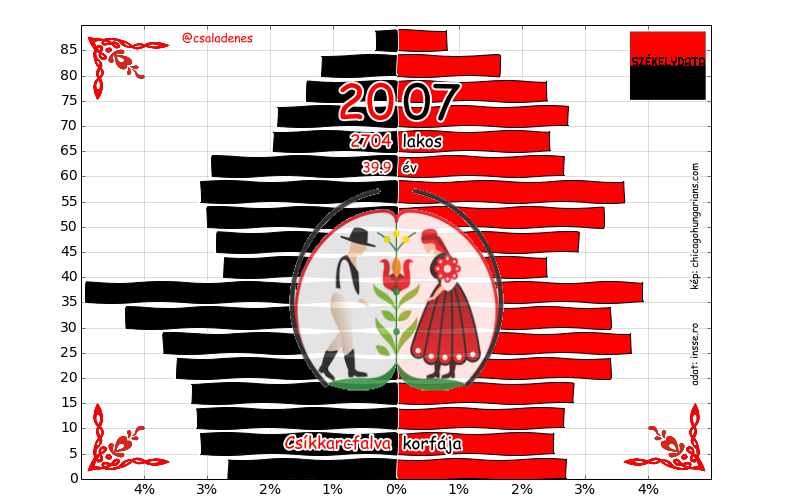 @csaladenes
SZÉKELYDATA
2007
2704 lakos
39.9 év
Csíkkarcfalva korfája
kép: chicagohungarians.com
adat: insse.ro
85
80
75
70
65
60
55
50
45
40
35
30
25
20
15
10
5
0
4% 3% 2% 1% 0% 1% 2% 3% 4%